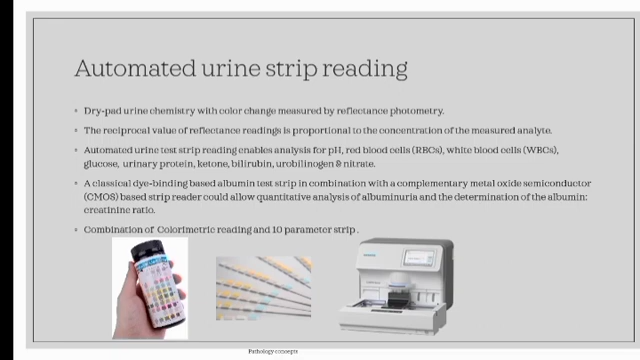 Automated urine strip reading
Dry-pad urine chemistry with color change measured by reflectance photometry.
The reciprocal value of reflectance readings is proportional to the concentration of the measured analyte.
Automated urine test strip reading enables analysis for pH, red blood cells (RBCs), white blood cells (WBCs),
glucose, urinary protein, ketone, bilirubin, urobilinogen & nitrate.
A classical dye-binding based albumin test strip in combination with a complementary metal oxide semiconductor
(CMOS) based strip reader could allow quantitative analysis of albuminuria and the determination of the albumin:
creatinine ratio.
Combination of Colorimetric reading and 10 parameter strip.
Pathology concepts